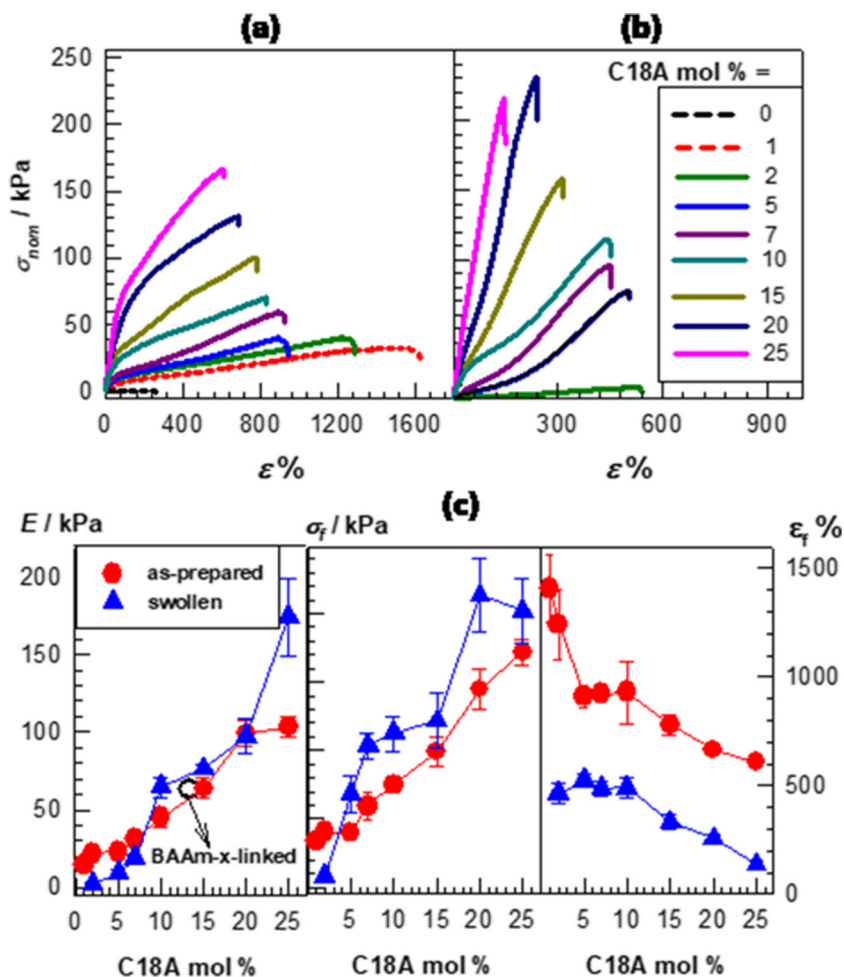 (a)
(b)
250
200
150
100
50
0
σnom / kPa
0 400 800 1200 1600
ε%
C18A mol % =
0
1
2
5
7
10
15
20
25
300 600 900
ε%
(c)
E / kPa
σf / kPa
εf %
as-prepared
swollen
200
150
100
50
0
BAAm-x-linked
1500
1000
500
0
0 5 10 15 20 25
5 10 15 20 25
5 10 15 20 25
C18A mol %
C18A mol %
C18A mol %